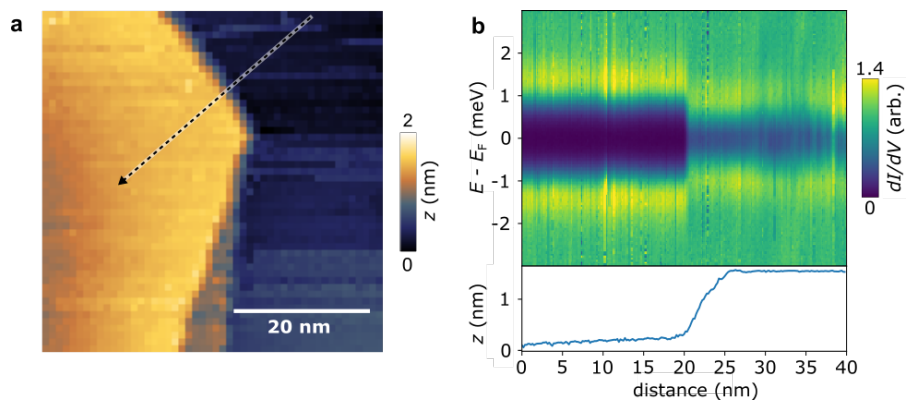 a
2
z (nm)
0
20 nm
b
2
1
0
-1
-2
E - E_F (meV)
1.4
dI/dV (arb.)
0
1
0
z (nm)
0 5 10 15 20 25 30 35 40
distance (nm)